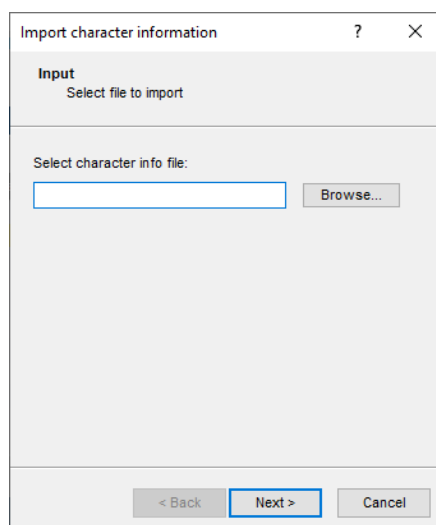 Import character information ?
Input
Select file to import
Select character info file:
Browse...
< Back Next > Cancel